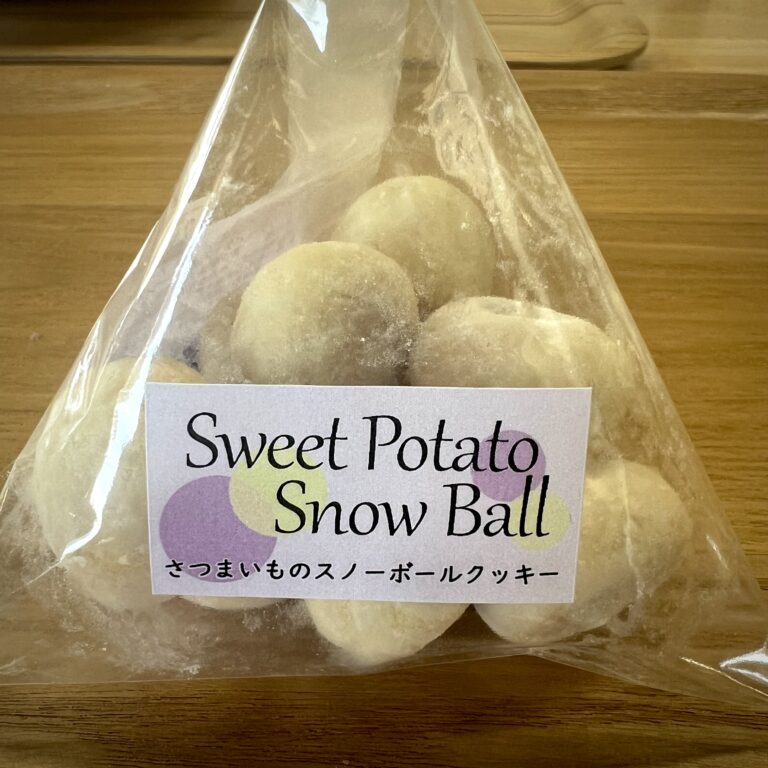 Sweet Potato
Snow Ball
さつまいものスノーボールクッキー